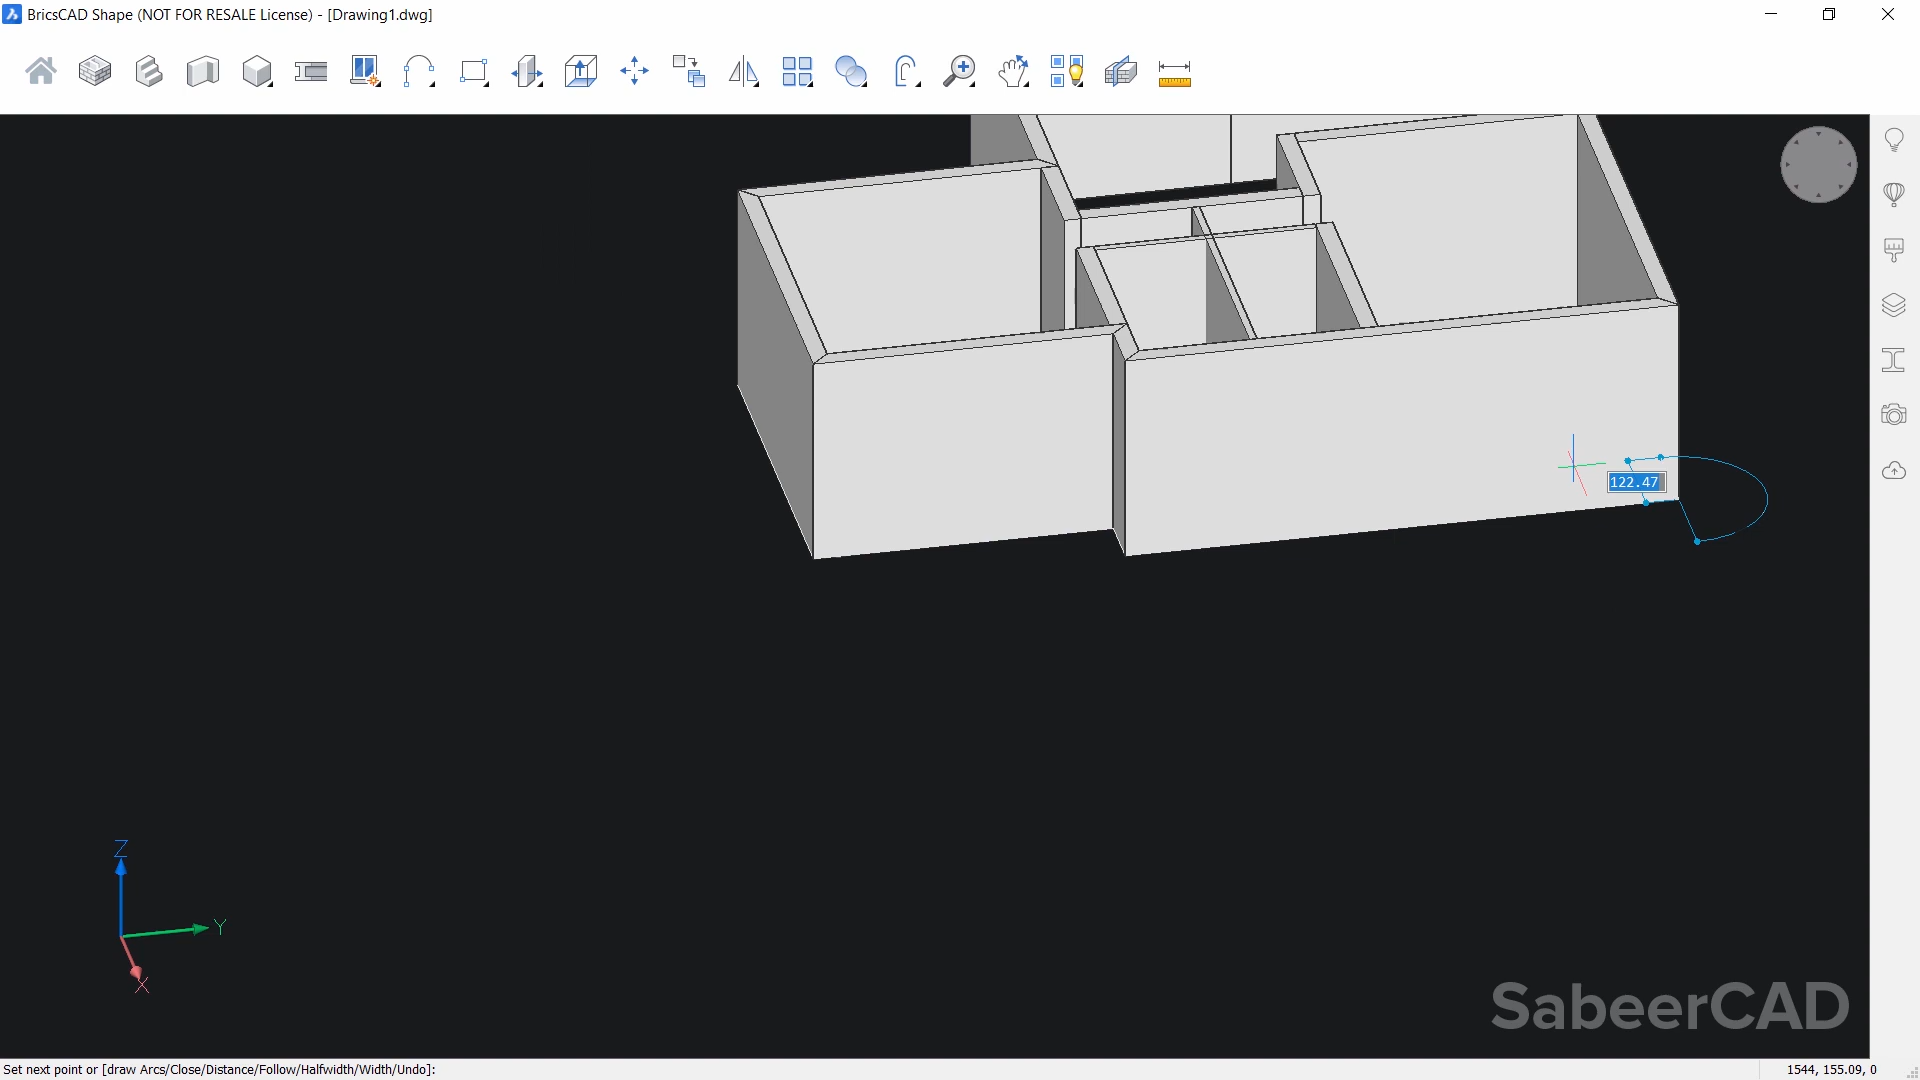 BricsCAD Shape (NOT FOR RESALE License) - [Drawing1.dwg]
122.47
Z
Y
X
SabeerCAD
Set next point or [draw Arcs/Close/Distance/Follow/Halfwidth/Width/Undo]:
1544, 155.09, 0